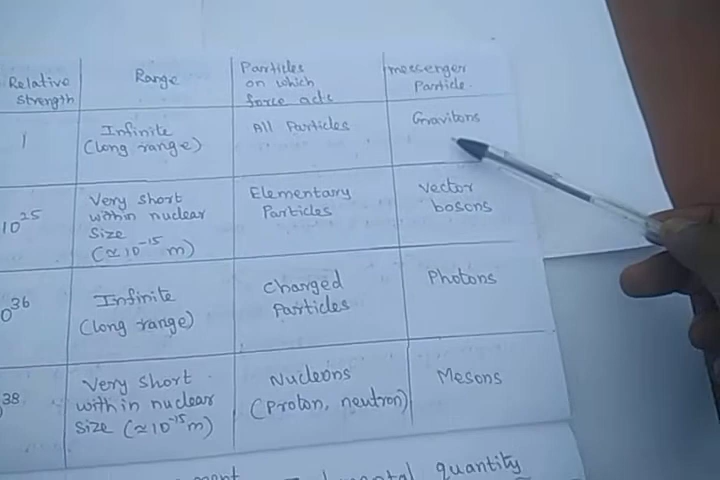 Relative Strength
Range
Particles on which force acts
messenger Particle.
1
Infinite (long range)
All Particles
Gravitons
10^25
Very short within nuclear size (≃10^-15 m)
Elementary Particles
Vector bosons
0^36
Infinite (long range)
Charged Particles
Photons
38
Very short within nuclear size (≃10^-15 m)
Nucleons (Proton, neutron)
Mesons
quantity